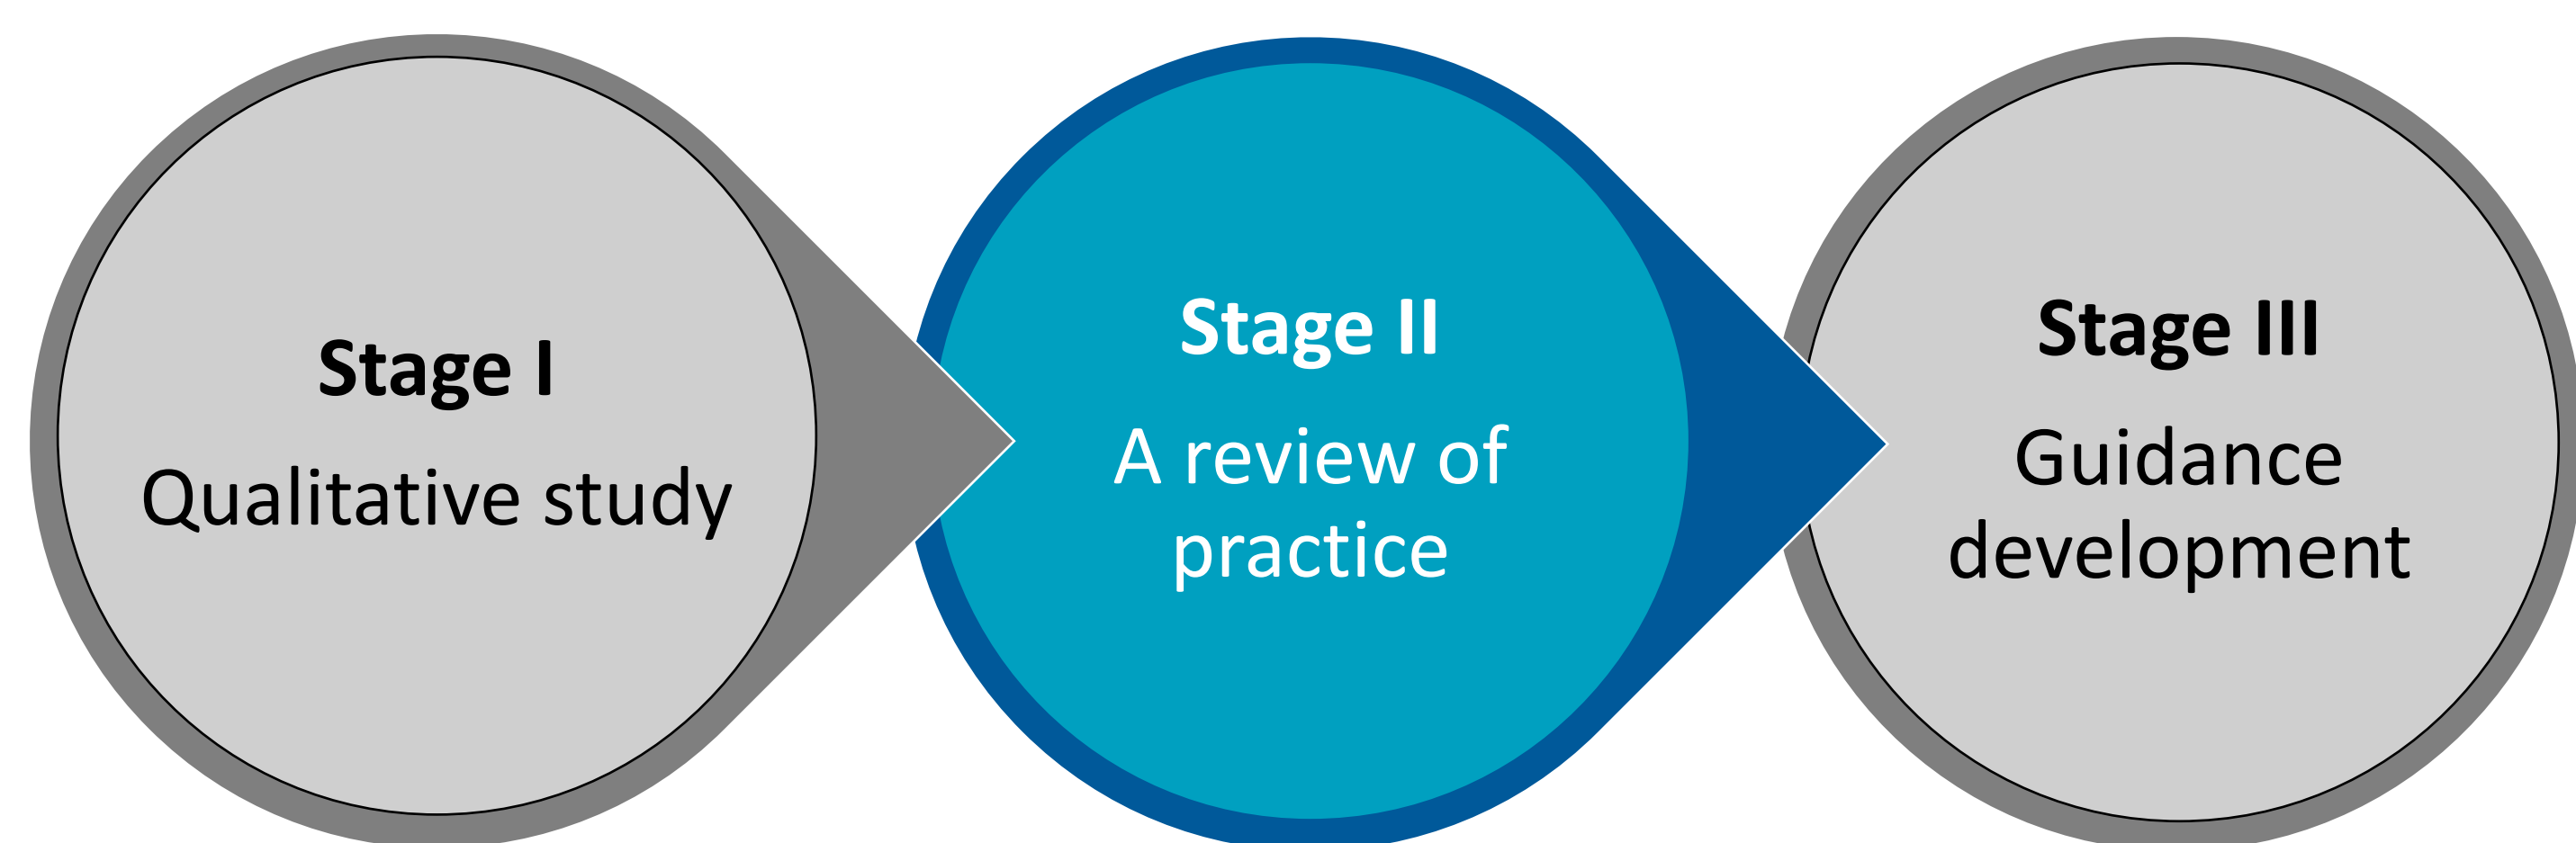 Stage I
Qualitative study
Stage II
A review of
practice
Stage III
Guidance
development